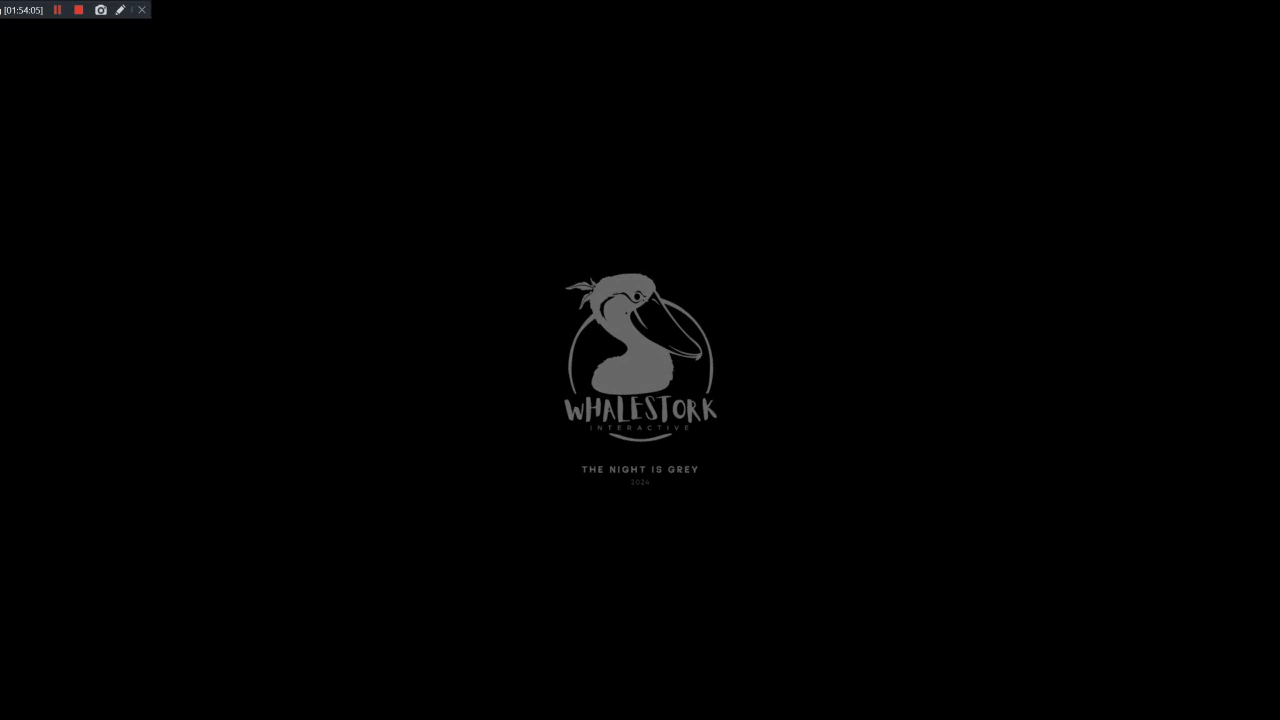 [01:54:05]
WHALESTORK
INTERACTIVE
THE NIGHT IS GREY
2024